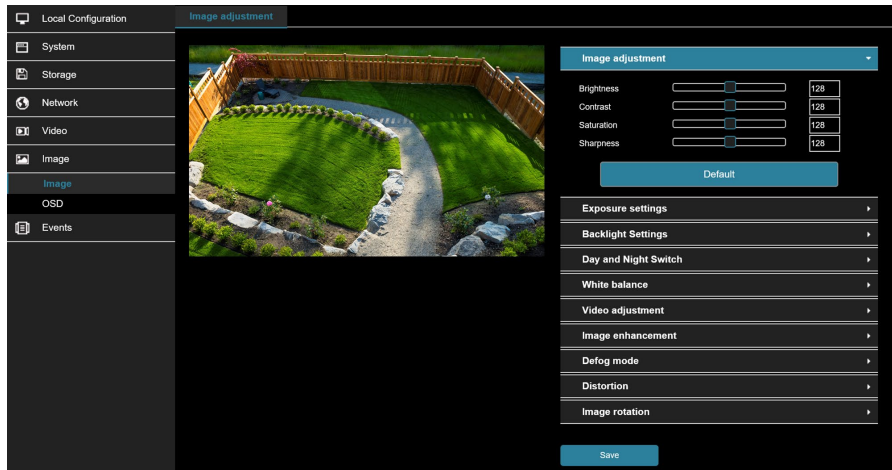 Local Configuration
System
Storage
Network
Video
Image
Image
OSD
Events
Image adjustment
Image adjustment
Brightness 128
Contrast 128
Saturation 128
Sharpness 128
Default
Exposure settings
Backlight Settings
Day and Night Switch
White balance
Video adjustment
Image enhancement
Defog mode
Distortion
Image rotation
Save